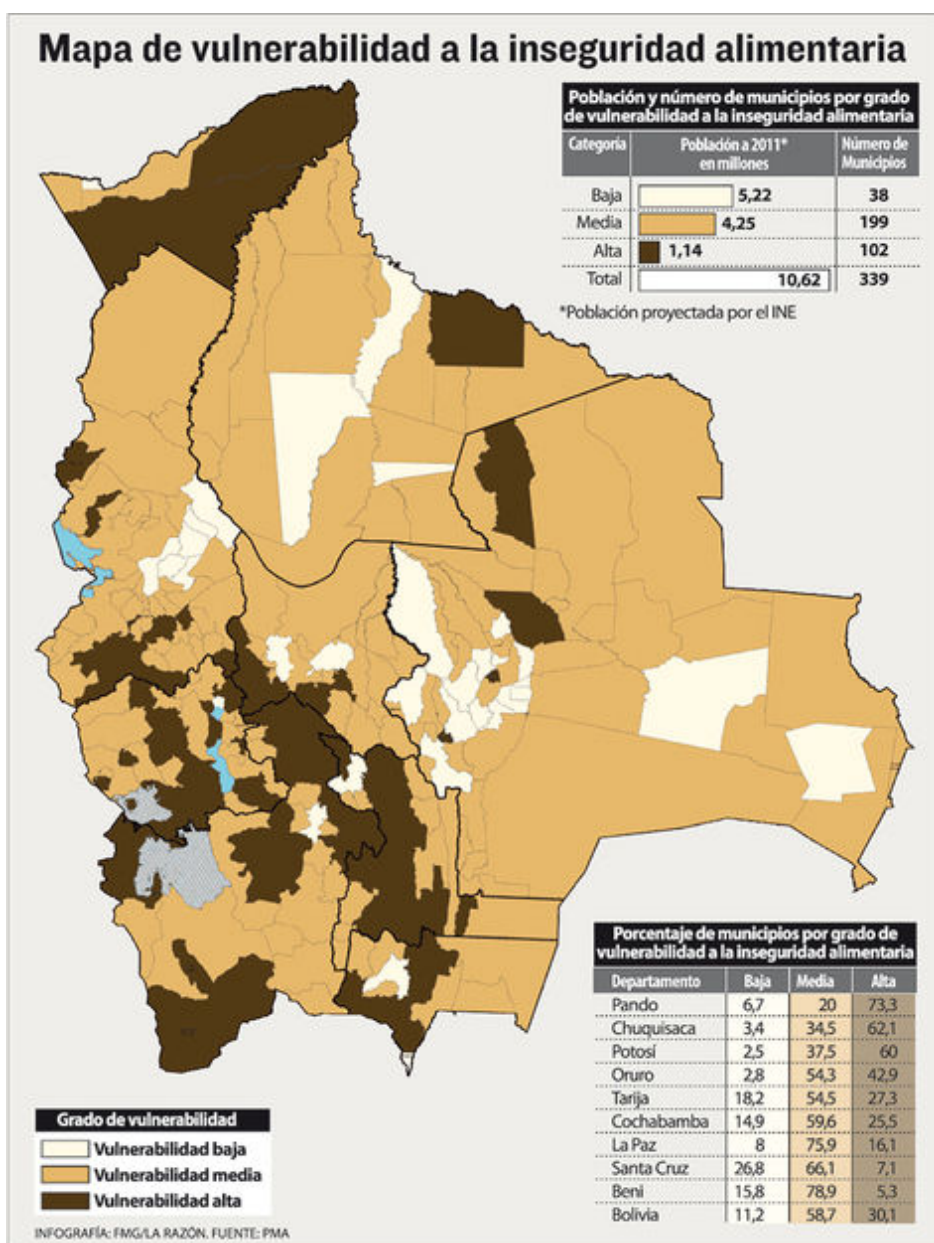 Mapa de vulnerabilidad a la inseguridad alimentaria
Población y número de municipios por grado
de vulnerabilidad a la inseguridad alimentaria
Categoría Población a 2011* Número de
en millones Municipios
Baja 5,22 38
Media 4,25 199
Alta 1,14 102
Total 10,62 339
*Población proyectada por el INE
Porcentaje de municipios por grado de
vulnerabilidad a la inseguridad alimentaria
Departamento Baja Media Alta
Pando 6,7 20 73,3
Chuquisaca 3,4 34,5 62,1
Potosí 2,5 37,5 60
Oruro 2,8 54,3 42,9
Tarija 18,2 54,5 27,3
Cochabamba 14,9 59,6 25,5
La Paz 8 75,9 16,1
Santa Cruz 26,8 66,1 7,1
Beni 15,8 78,9 5,3
Bolivia 11,2 58,7 30,1
Grado de vulnerabilidad
Vulnerabilidad baja
Vulnerabilidad media
Vulnerabilidad alta
INFOGRAFÍA: FMG/LA RAZÓN. FUENTE: PMA